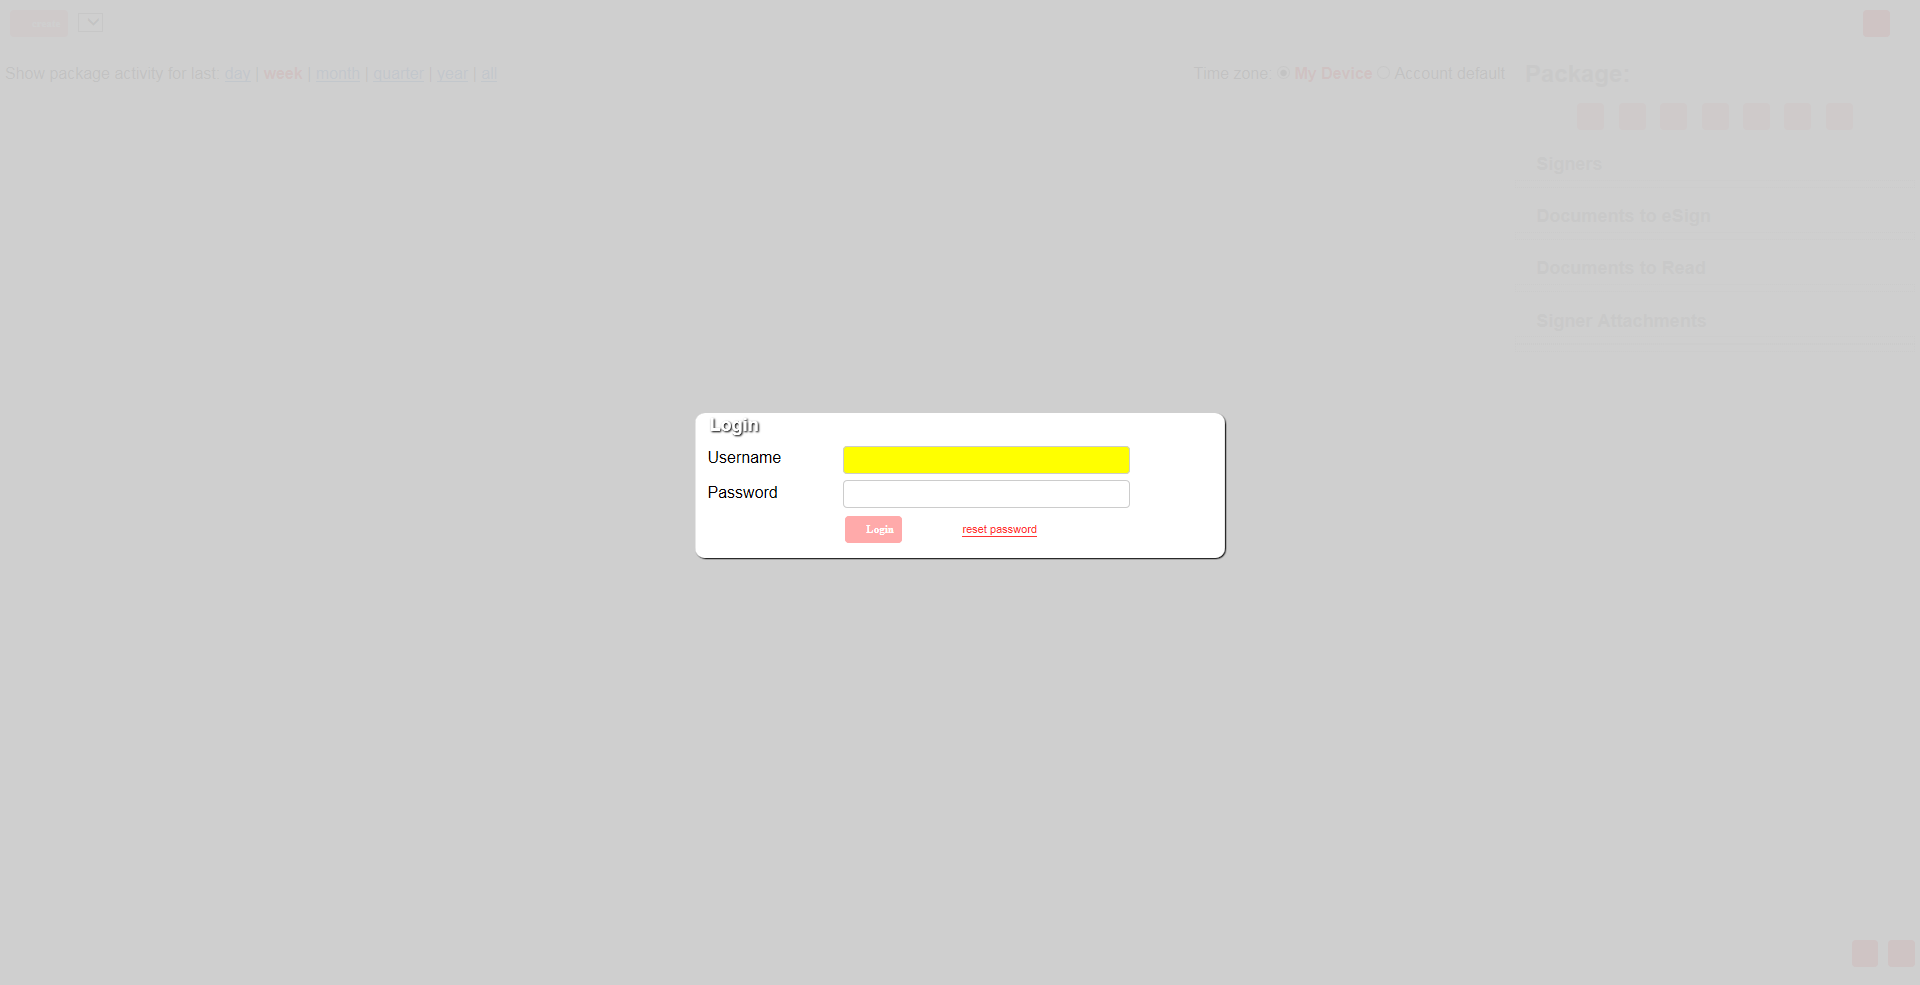 Show package activity for last day | week | month | quarter | year | all
Time zone My Device Account default
Package:
Signers
Documents to eSign
Documents to Read
Signer Attachments
Login
Username
Password
Login
reset password